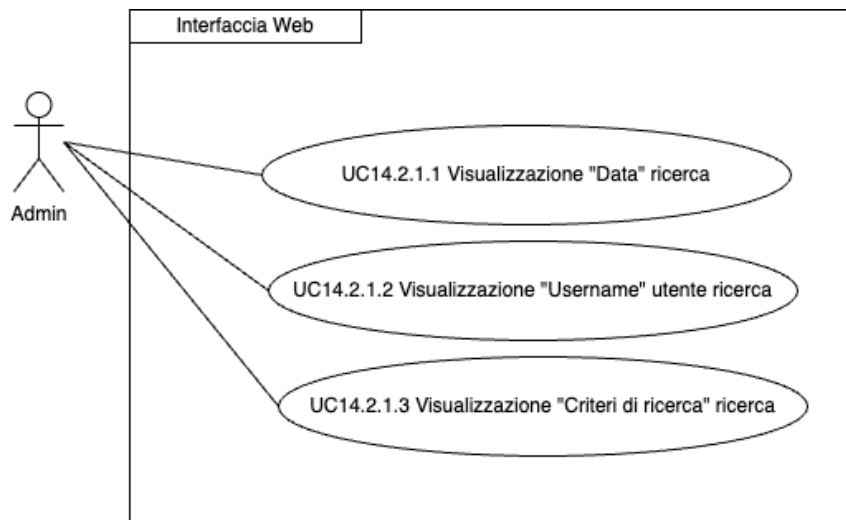 Interfaccia Web
UC14.2.1.1 Visualizzazione "Data" ricerca
Admin
UC14.2.1.2 Visualizzazione "Username" utente ricerca
UC14.2.1.3 Visualizzazione "Criteri di ricerca" ricerca